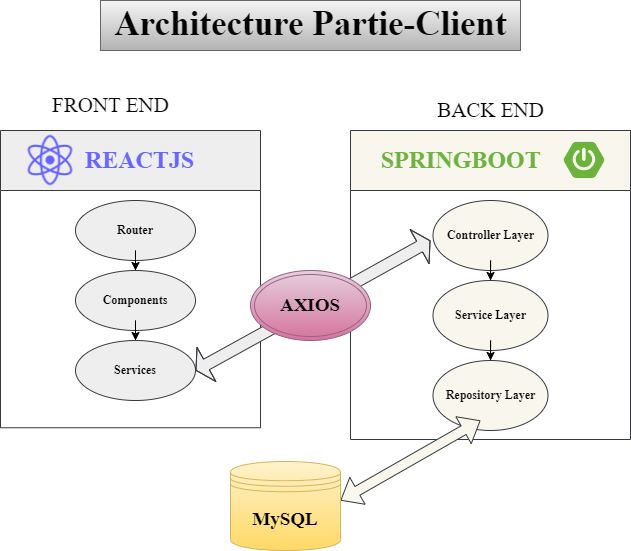 Architecture Partie-Client
FRONT END
BACK END
REACTJS
SPRINGBOOT
Router
Components
Services
AXIOS
Controller Layer
Service Layer
Repository Layer
MySQL